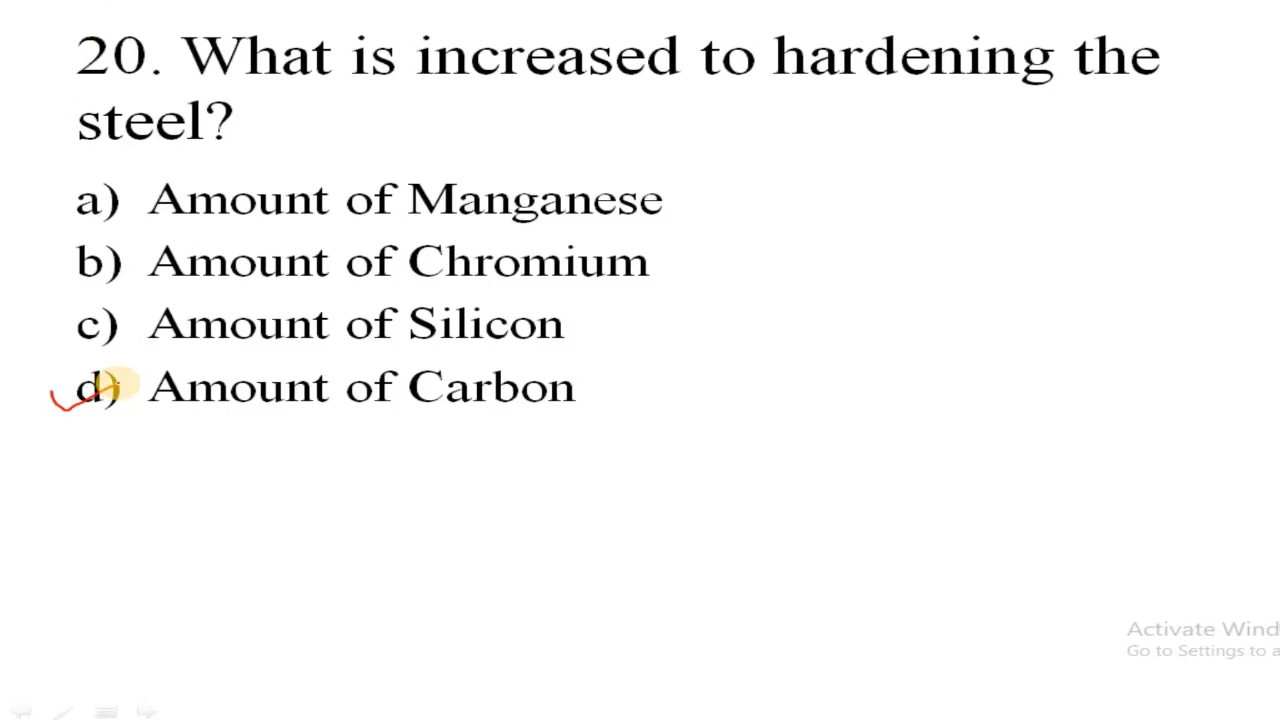 20. What is increased to hardening the
steel?
a) Amount of Manganese
b) Amount of Chromium
c) Amount of Silicon
d) Amount of Carbon
Activate Wind
Go to Settings to a